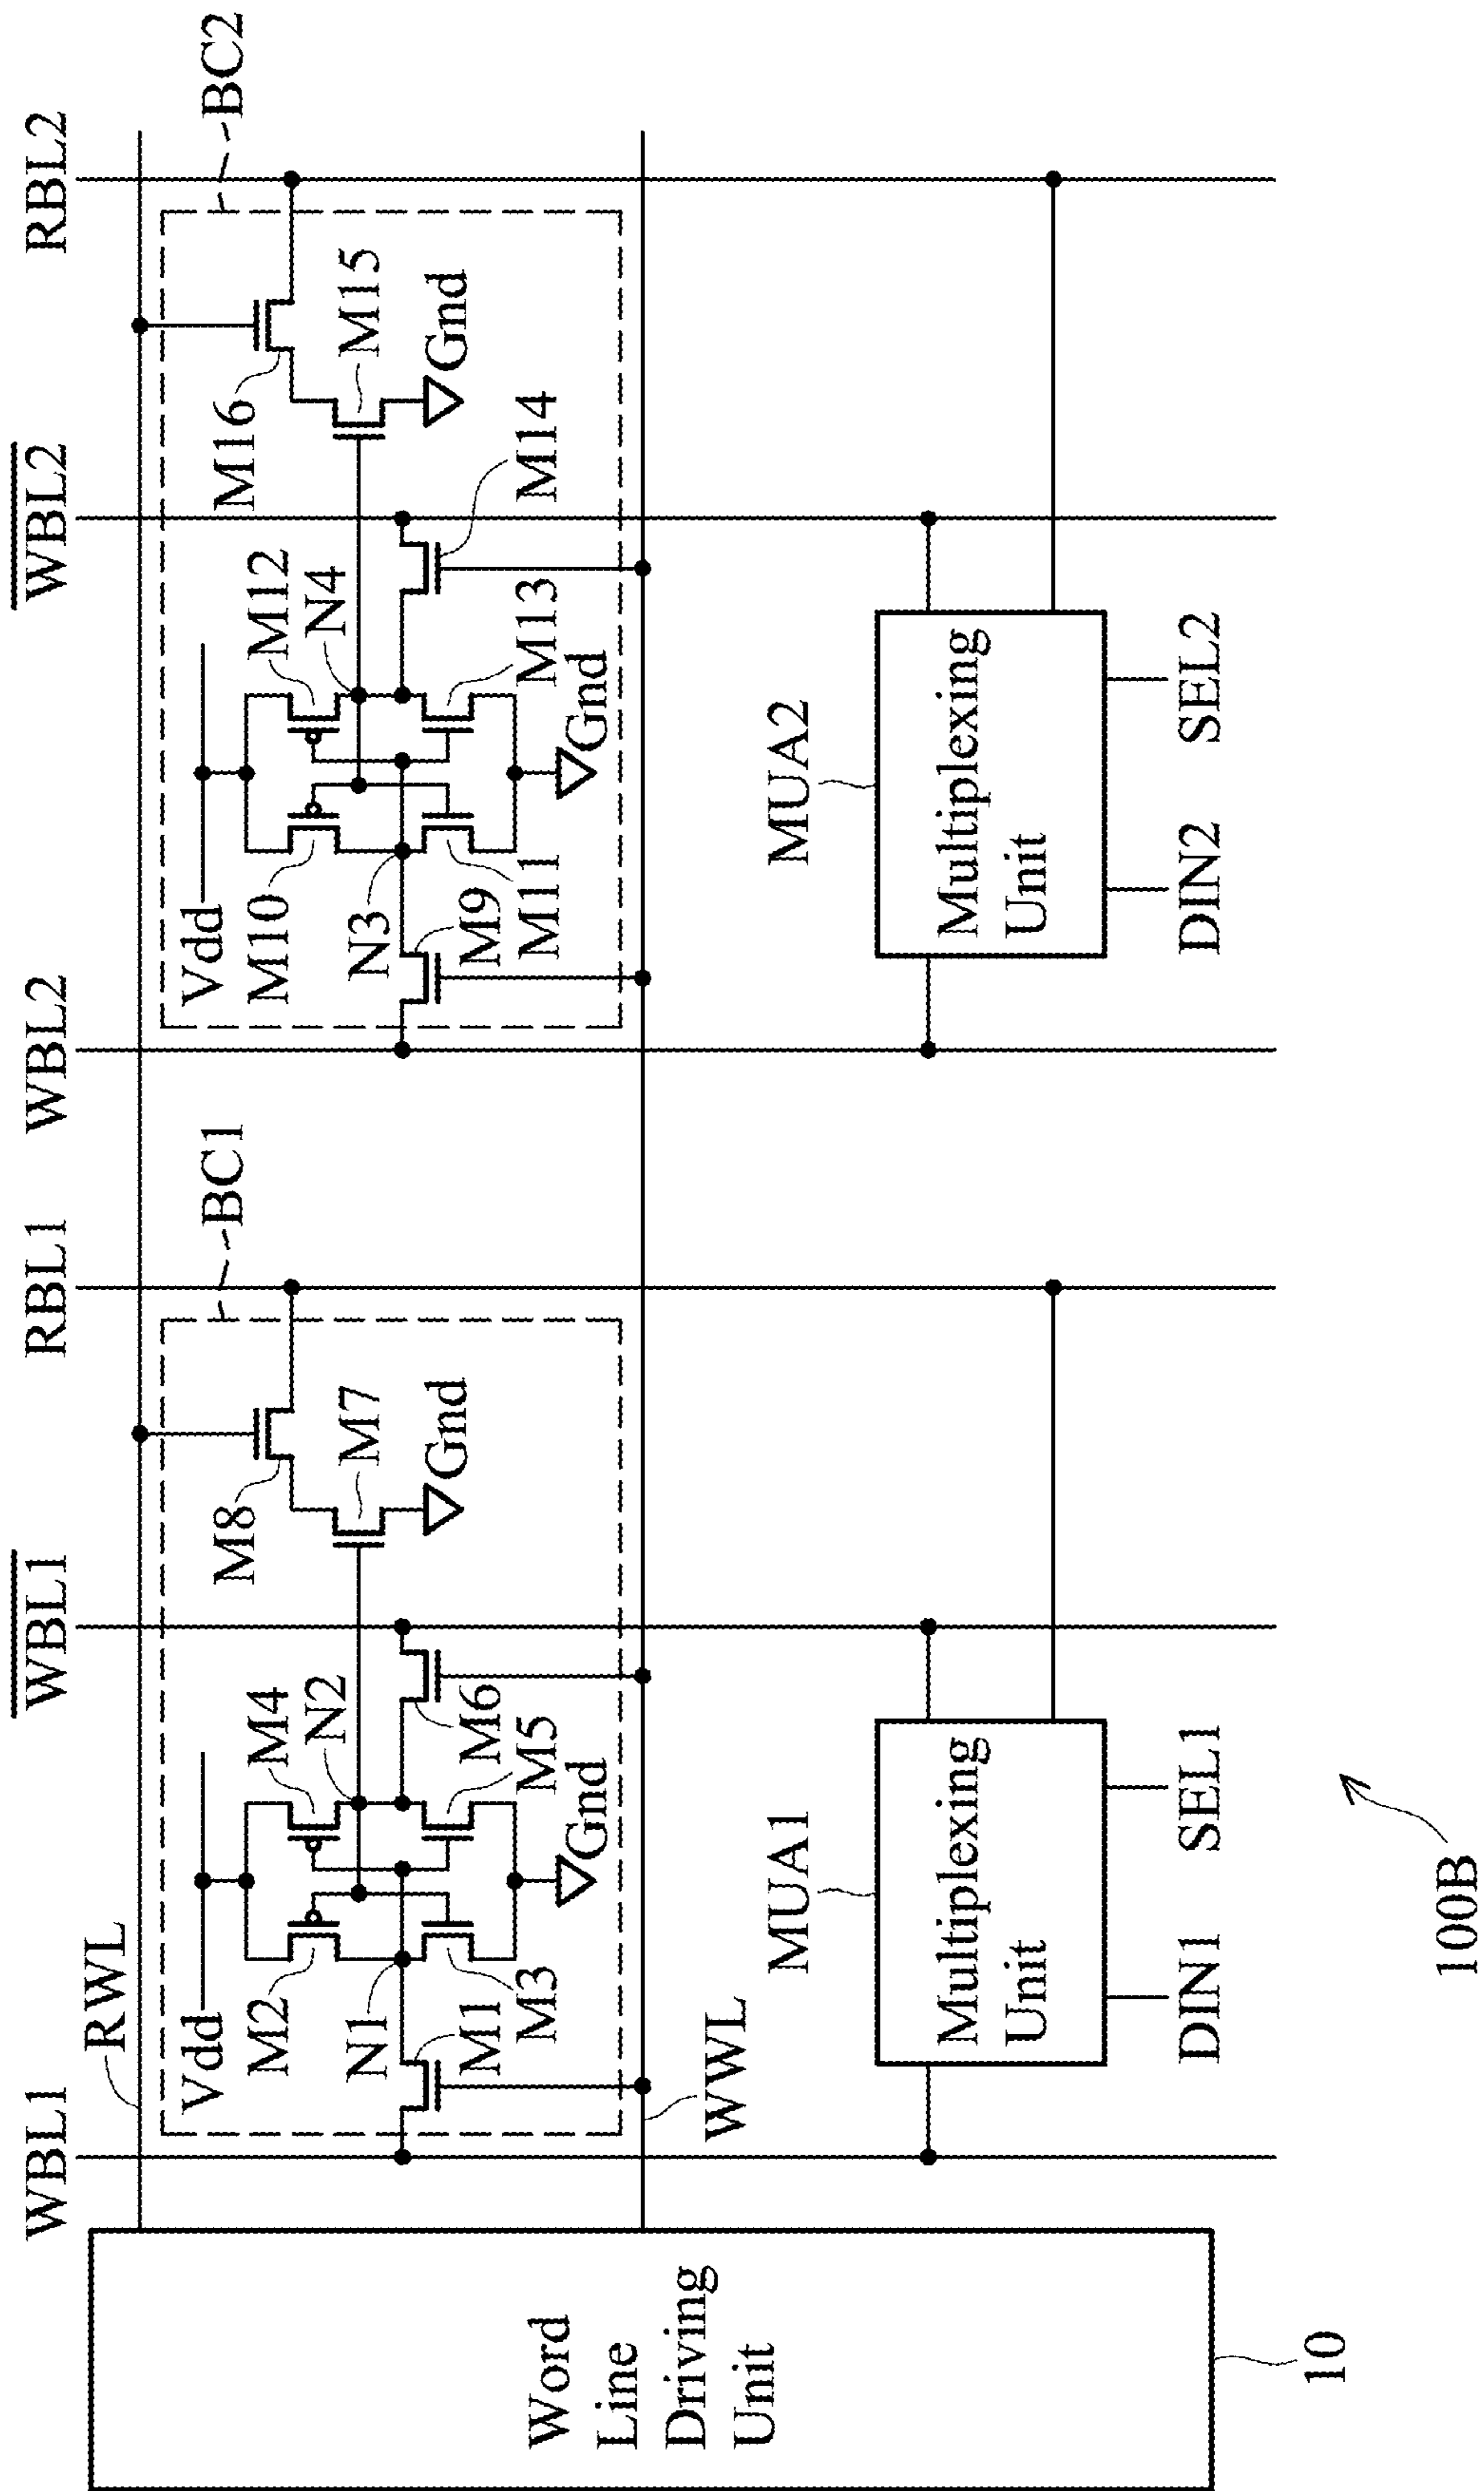 WBL1
W̅B̅L̅1̅
RBL1
WBL2
W̅B̅L̅2̅
RBL2
RWL
BC1
BC2
Vdd
M2
M4
N1
N2
M1
M3
M5
M6
Gnd
M8
M7
Gnd
Vdd
M10
M12
N3
N4
M9
M11
M13
M14
Gnd
M16
M15
Gnd
WWL
Word
Line
Driving
Unit
10
MUA1
Multiplexing
Unit
DIN1
SEL1
MUA2
Multiplexing
Unit
DIN2
SEL2
100B